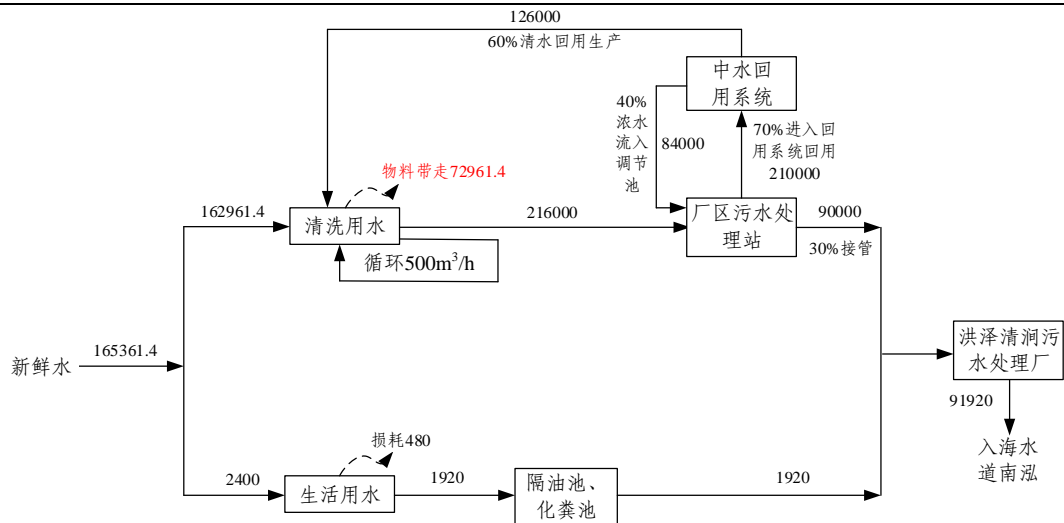 126000
60%清水回用生产
中水回
用系统
40%
浓水
流入
调节
池
84000
70%进入回
用系统回用
210000
物料带走72961.4
162961.4
清洗用水
216000
厂区污水处
理站
90000
30%接管
循环500m³/h
新鲜水
165361.4
洪泽清涧污
水处理厂
91920
入海水
道南泓
损耗480
2400
生活用水
1920
隔油池、
化粪池
1920